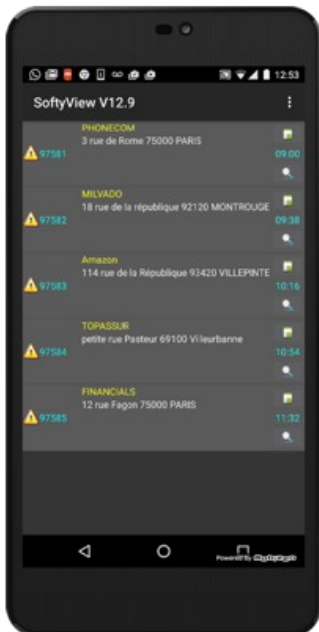 12:53
SoftyView V12.9
PHONECOM
3 rue de Rome 75000 PARIS
97581
09:00
MILVADO
18 rue de la république 92120 MONTROUGE
97582
09:38
Amazon
114 rue de la République 93420 VILLEPINTE
97583
10:16
TOPASSUR
petite rue Pasteur 69100 Villeurbanne
97584
10:54
FINANCIALS
12 rue Fagon 75000 PARIS
97585
11:32
Powered By